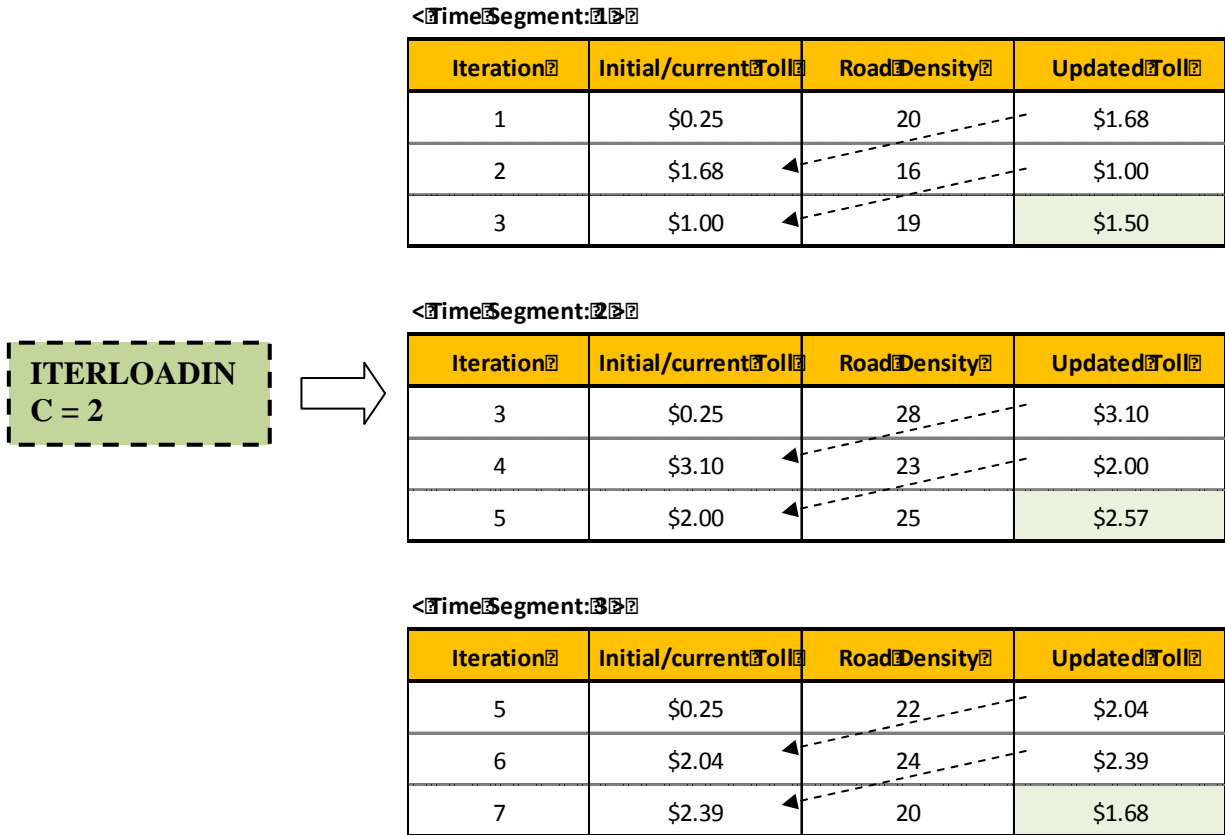 < Time Segment: 1 >
Iteration Initial/current Toll Road Density Updated Toll
1 $0.25 20 $1.68
2 $1.68 16 $1.00
3 $1.00 19 $1.50
< Time Segment: 2 >
Iteration Initial/current Toll Road Density Updated Toll
3 $0.25 28 $3.10
4 $3.10 23 $2.00
5 $2.00 25 $2.57
ITERLOADIN
C = 2
< Time Segment: 3 >
Iteration Initial/current Toll Road Density Updated Toll
5 $0.25 22 $2.04
6 $2.04 24 $2.39
7 $2.39 20 $1.68